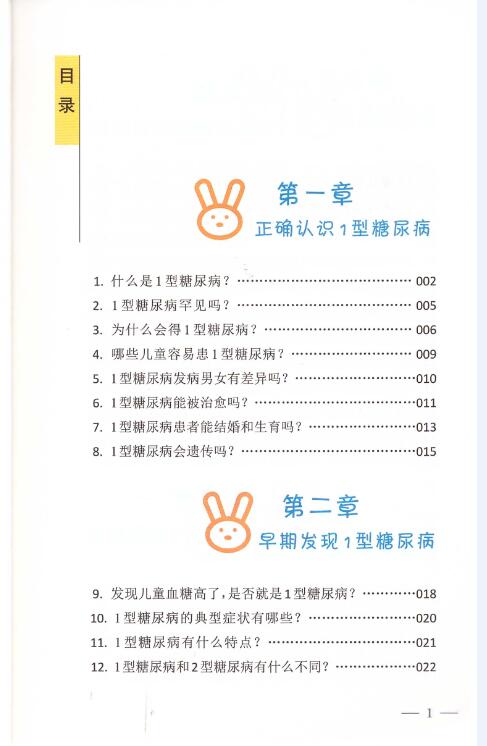 目
录
第一章
正确认识1型糖尿病
1. 什么是1型糖尿病？ ………………………………… 002
2. 1型糖尿病罕见吗？ ………………………………… 005
3. 为什么会得1型糖尿病？ …………………………… 006
4. 哪些儿童容易患1型糖尿病？ ……………………… 009
5. 1型糖尿病发病男女有差异吗？ ……………………010
6. 1型糖尿病能被治愈吗？ ……………………………011
7. 1型糖尿病患者能结婚和生育吗？ …………………013
8. 1型糖尿病会遗传吗？ ………………………………015
第二章
早期发现1型糖尿病
9. 发现儿童血糖高了，是否就是1型糖尿病？ …………018
10. 1型糖尿病的典型症状有哪些？ ……………………020
11. 1型糖尿病有什么特点？ ……………………………021
12. 1型糖尿病和2型糖尿病有什么不同？ ………………022
— 1 —